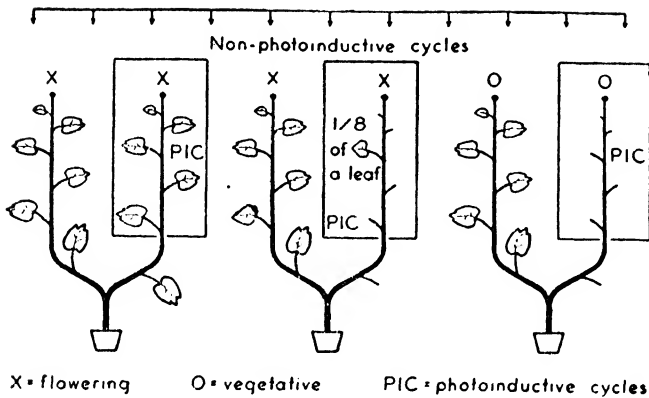 Non-photoinductive cycles
X X X X O O
PIC
1/8
of
a leaf
PIC
PIC
X = flowering O = vegetative PIC = photoinductive cycles